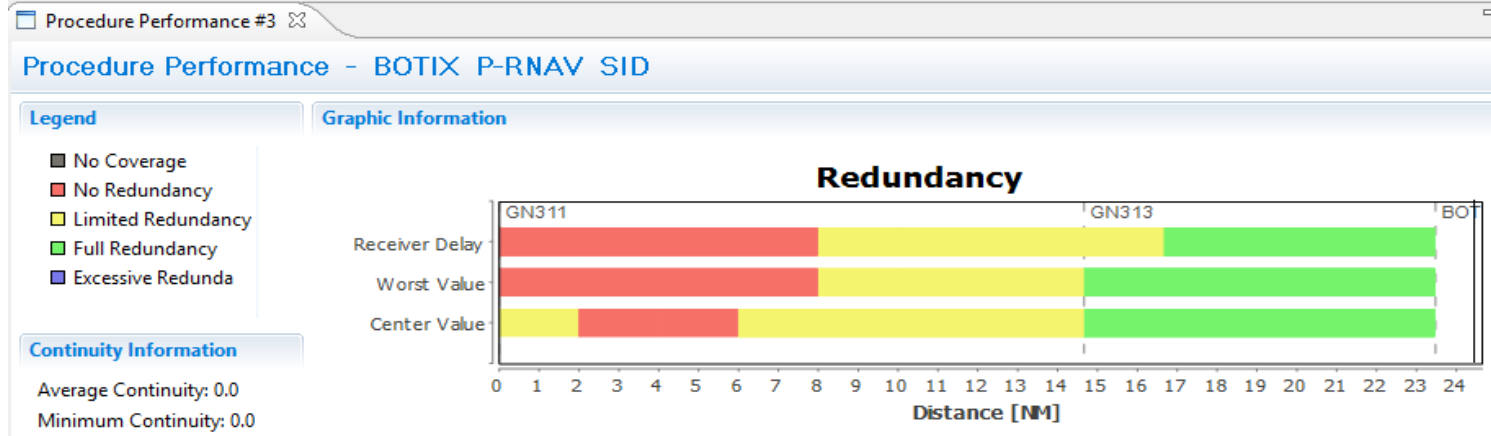 Procedure Performance #3
Procedure Performance - BOTIX P-RNAV SID
Legend
No Coverage
No Redundancy
Limited Redundancy
Full Redundancy
Excessive Redunda
Continuity Information
Average Continuity: 0.0
Minimum Continuity: 0.0
Graphic Information
Redundancy
GN311 GN313 BOT
Receiver Delay
Worst Value
Center Value
0 1 2 3 4 5 6 7 8 9 10 11 12 13 14 15 16 17 18 19 20 21 22 23 24
Distance [NM]